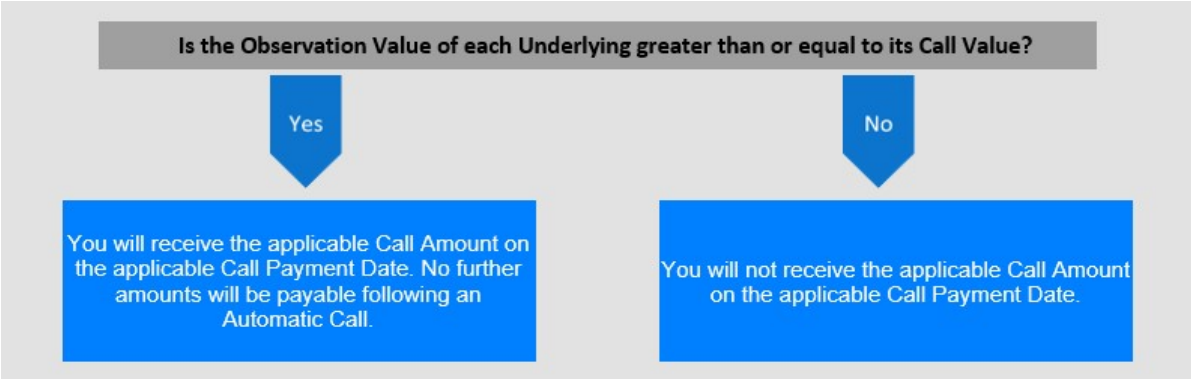 Is the Observation Value of each Underlying greater than or equal to its Call Value?
Yes
No
You will receive the applicable Call Amount on
the applicable Call Payment Date. No further
amounts will be payable following an
Automatic Call.
You will not receive the applicable Call Amount
on the applicable Call Payment Date.